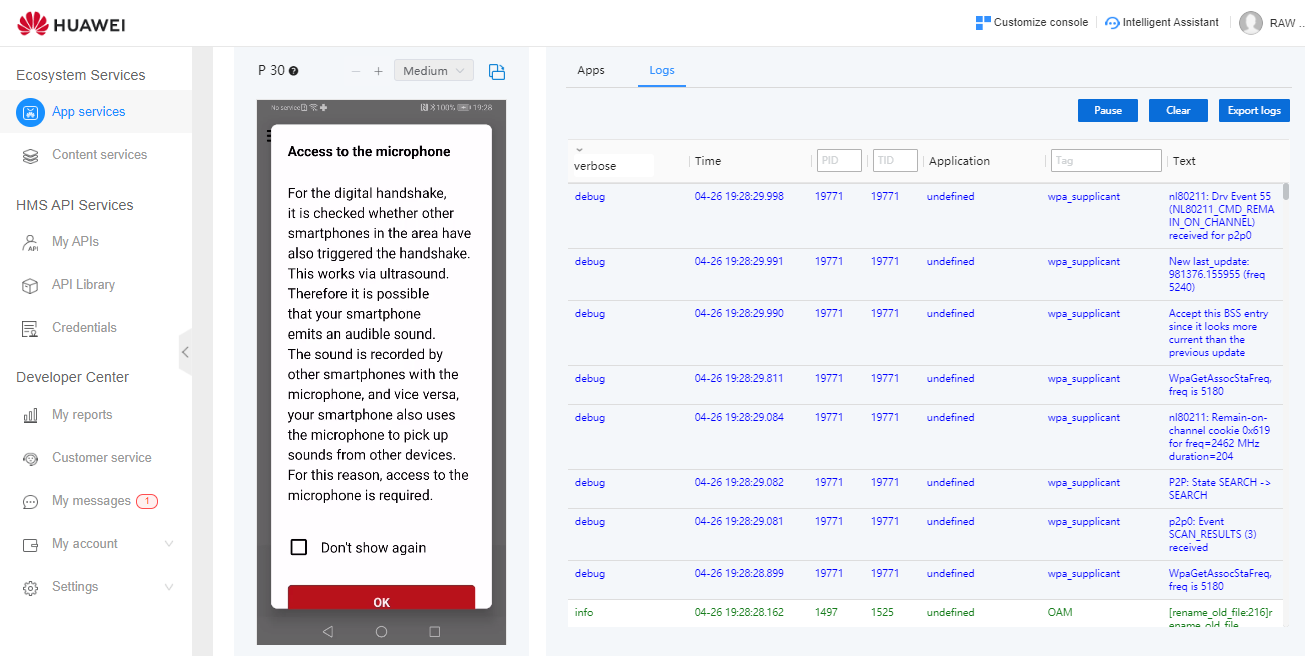 HUAWEI
Customize console
Intelligent Assistant
RAW ...
Ecosystem Services
App services
Content services
HMS API Services
My APIs
API Library
Credentials
Developer Center
My reports
Customer service
My messages 1
My account
Settings
P 30 ?
− + Medium
No service 100% 19:28
Access to the microphone
For the digital handshake,
it is checked whether other
smartphones in the area have
also triggered the handshake.
This works via ultrasound.
Therefore it is possible
that your smartphone
emits an audible sound.
The sound is recorded by
other smartphones with the
microphone, and vice versa,
your smartphone also uses
the microphone to pick up
sounds from other devices.
For this reason, access to the
microphone is required.
Don't show again
OK
Apps Logs
Pause Clear Export logs
verbose Time PID TID Application Tag Text
debug 04-26 19:28:29.998 19771 19771 undefined wpa_supplicant nl80211: Drv Event 55
(NL80211_CMD_REMA
IN_ON_CHANNEL)
received for p2p0
debug 04-26 19:28:29.991 19771 19771 undefined wpa_supplicant New last_update:
981376.155955 (freq
5240)
debug 04-26 19:28:29.990 19771 19771 undefined wpa_supplicant Accept this BSS entry
since it looks more
current than the
previous update
debug 04-26 19:28:29.811 19771 19771 undefined wpa_supplicant WpaGetAssocStaFreq,
freq is 5180
debug 04-26 19:28:29.084 19771 19771 undefined wpa_supplicant nl80211: Remain-on-
channel cookie 0x619
for freq=2462 MHz
duration=204
debug 04-26 19:28:29.082 19771 19771 undefined wpa_supplicant P2P: State SEARCH ->
SEARCH
debug 04-26 19:28:29.081 19771 19771 undefined wpa_supplicant p2p0: Event
SCAN_RESULTS (3)
received
debug 04-26 19:28:28.899 19771 19771 undefined wpa_supplicant WpaGetAssocStaFreq,
freq is 5180
info 04-26 19:28:28.162 1497 1525 undefined OAM [rename_old_file:216]r
ename_old_file